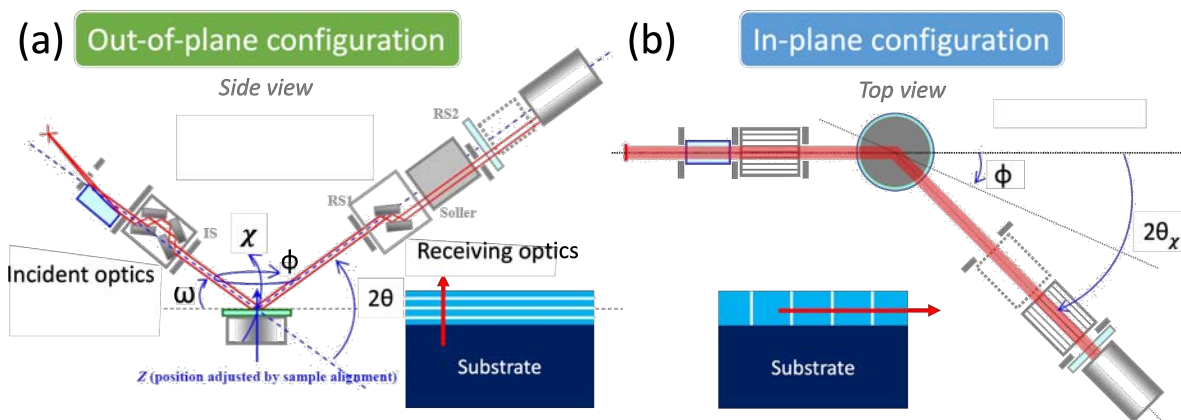 (a)
Out-of-plane configuration
Side view
RS2
RS1
Soller
IS
χ
Incident optics
ω
ϕ
2θ
Receiving optics
Z (position adjusted by sample alignment)
Substrate
(b)
In-plane configuration
Top view
ϕ
2θχ
Substrate